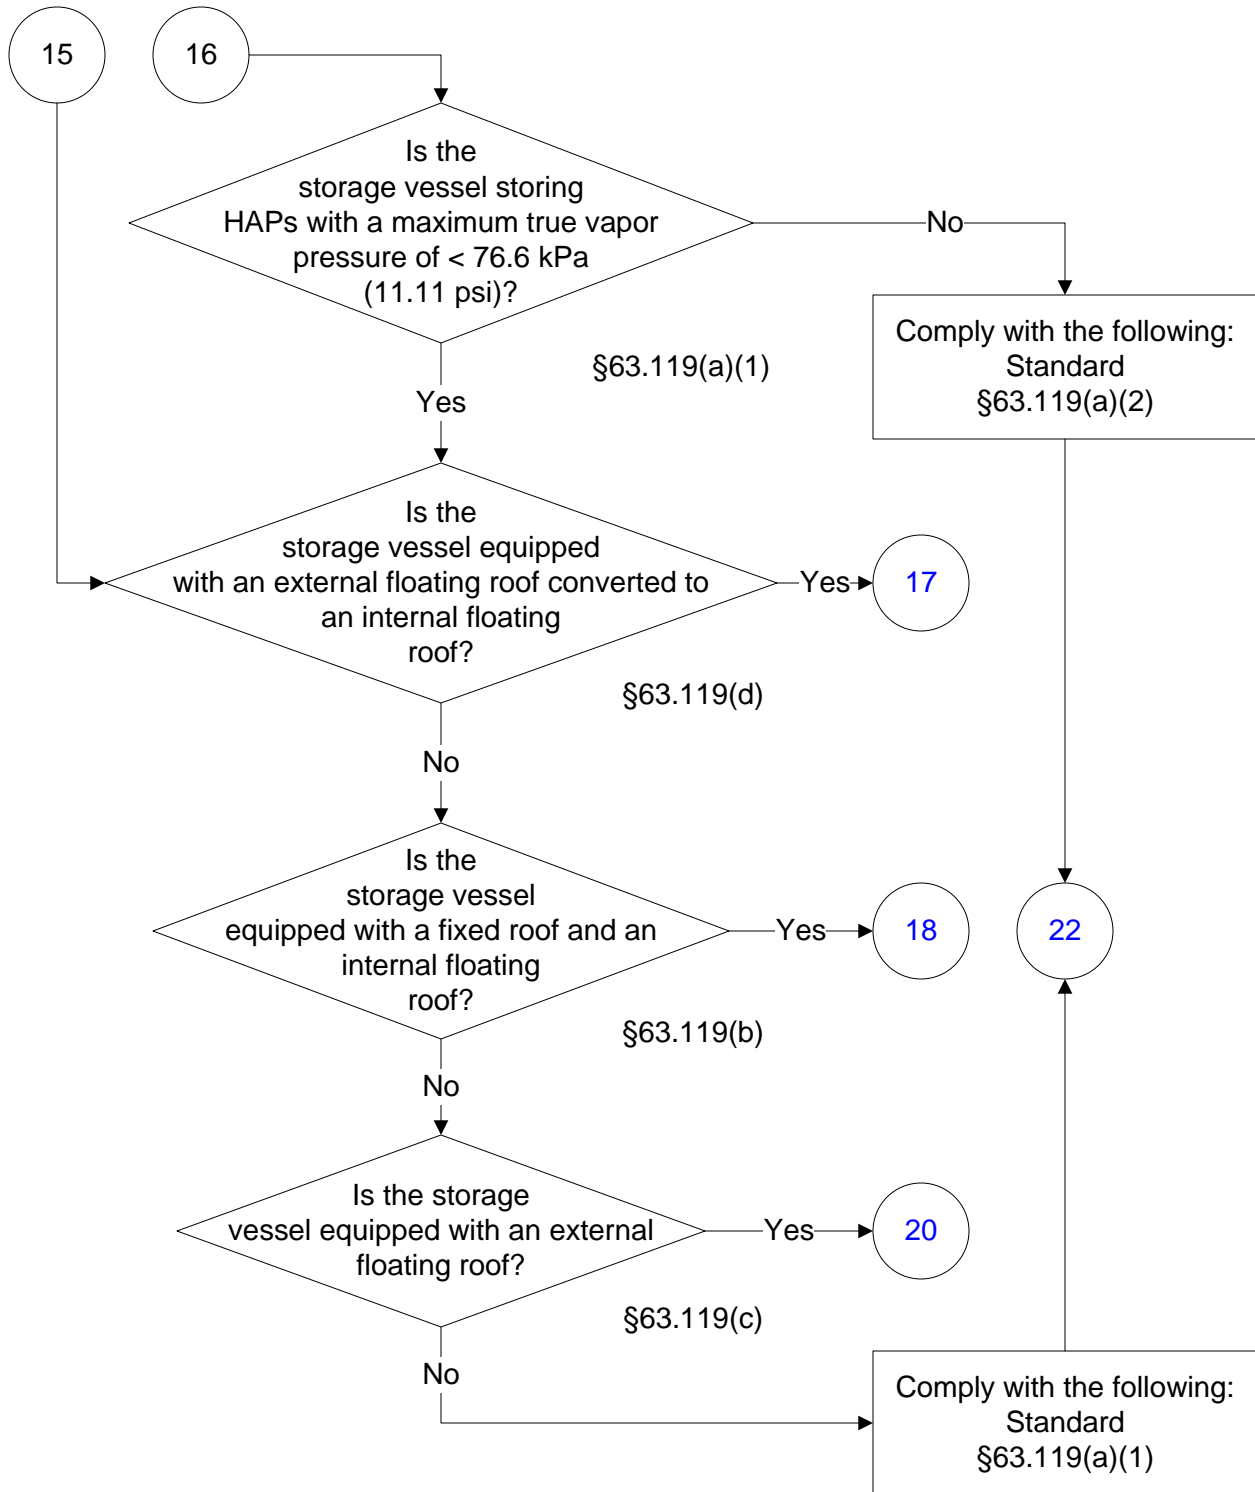 15
16
Is the
storage vessel storing
HAPs with a maximum true vapor
pressure of < 76.6 kPa
(11.11 psi)?
No
Comply with the following:
Standard
§63.119(a)(2)
§63.119(a)(1)
Yes
Is the
storage vessel equipped
with an external floating roof converted to
an internal floating
roof?
Yes
17
§63.119(d)
No
Is the
storage vessel
equipped with a fixed roof and an
internal floating
roof?
Yes
18
22
§63.119(b)
No
Is the storage
vessel equipped with an external
floating roof?
Yes
20
§63.119(c)
No
Comply with the following:
Standard
§63.119(a)(1)